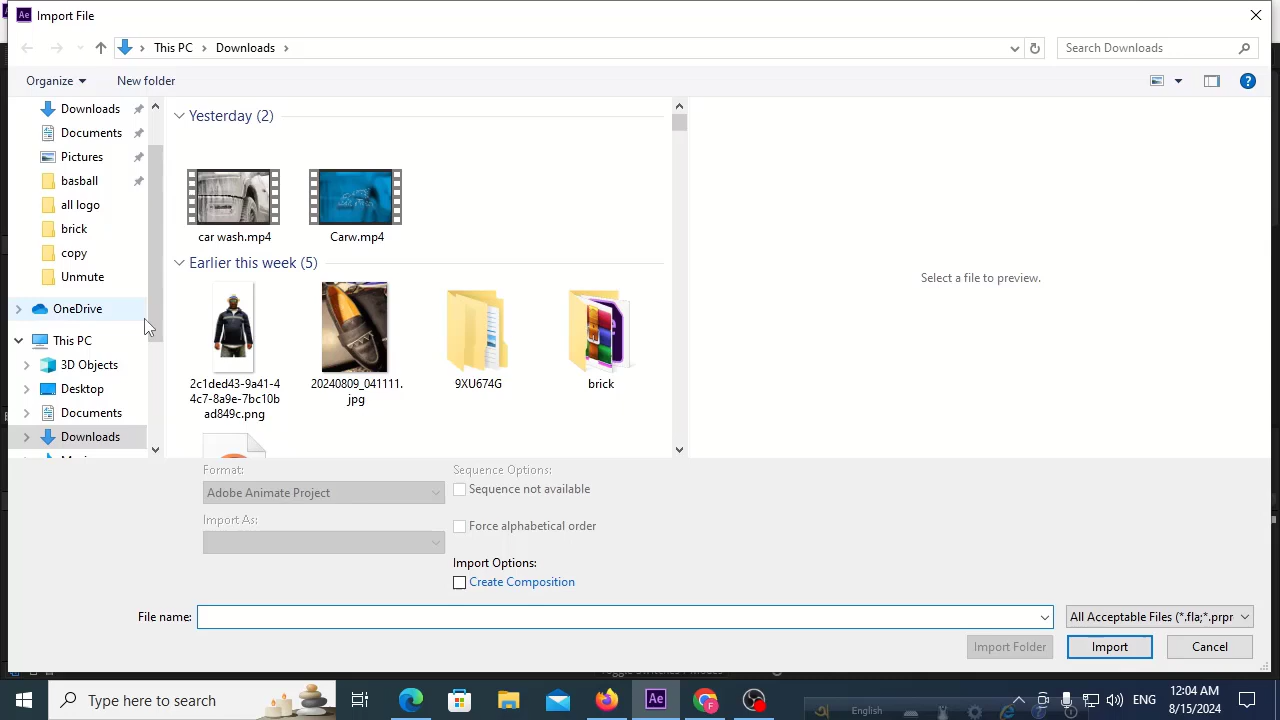 Ae Import File
This PC Downloads
Search Downloads
Organize
New folder
?
Downloads
Documents
Pictures
basball
all logo
brick
copy
Unmute
OneDrive
This PC
3D Objects
Desktop
Documents
Downloads
Yesterday (2)
car wash.mp4
Carw.mp4
Earlier this week (5)
2c1ded43-9a41-4
4c7-8a9e-7bc10b
ad849c.png
20240809_041111.
jpg
9XU674G
brick
Select a file to preview.
Format:
Adobe Animate Project
Import As:
Sequence Options:
Sequence not available
Force alphabetical order
Import Options:
Create Composition
File name:
All Acceptable Files (*.fla;*.prpr
Import Folder
Import
Cancel
Type here to search
Ae
F
English
ENG
12:04 AM
8/15/2024